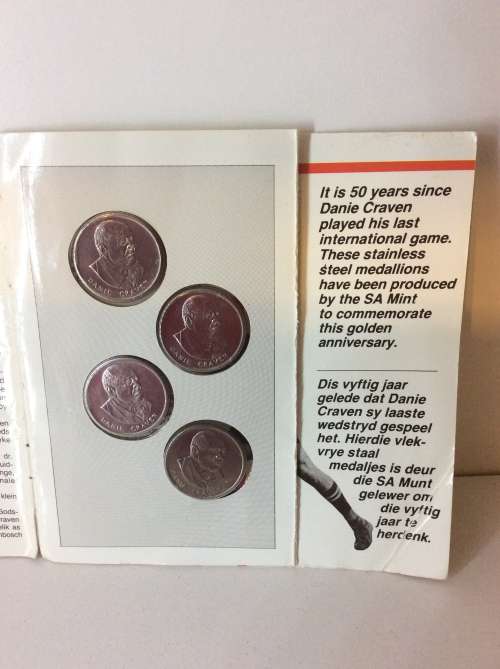 klein
DANIE CRAVEN
DANIE CRAVEN
DANIE CRAVEN
DANIE CRAVEN
It is 50 years since
Danie Craven
played his last
international game.
These stainless
steel medallions
have been produced
by the SA Mint
to commemorate
this golden
anniversary.
Dis vyftig jaar
gelede dat Danie
Craven sy laaste
wedstryd gespeel
het. Hierdie vlek-
vrye staal
medaljes is deur
die SA Munt
gelewer om
die vyftig
jaar te
herdenk.